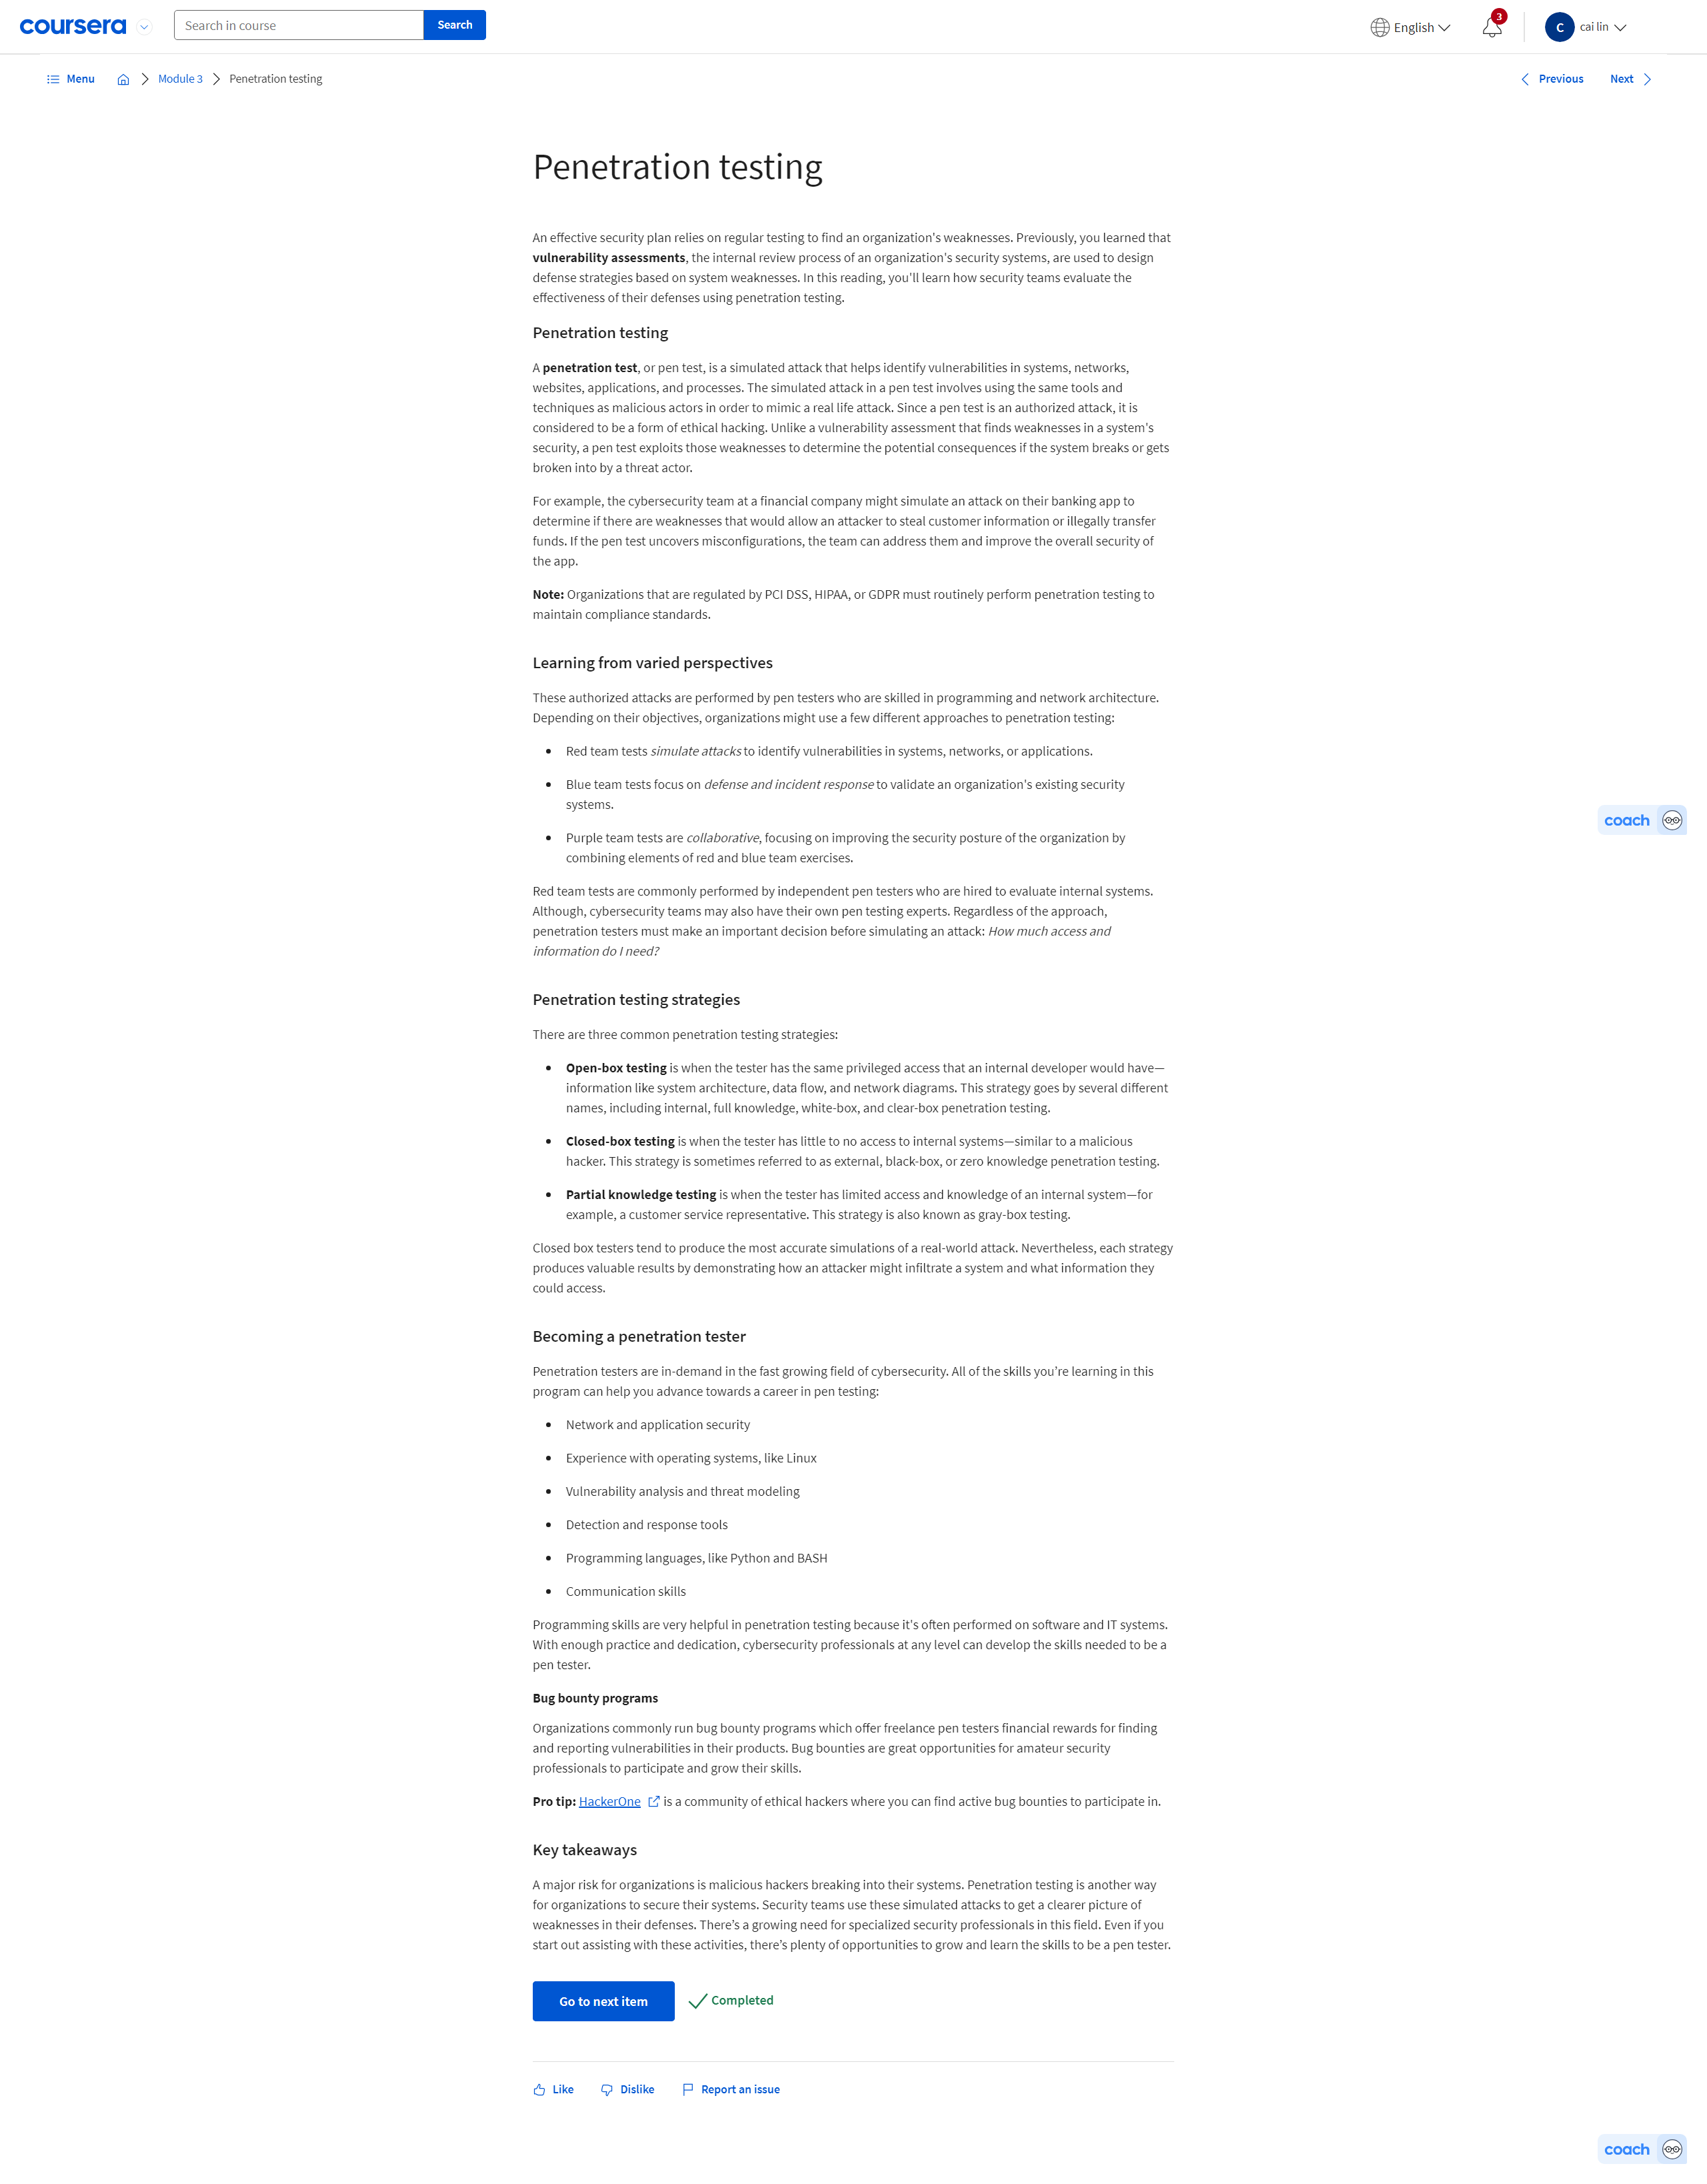 coursera
Search in course
Search
English
3
C
cai lin
Menu
Module 3
Penetration testing
Previous
Next
Penetration testing
An effective security plan relies on regular testing to find an organization's weaknesses. Previously, you learned that
vulnerability assessments, the internal review process of an organization's security systems, are used to design
defense strategies based on system weaknesses. In this reading, you'll learn how security teams evaluate the
effectiveness of their defenses using penetration testing.
Penetration testing
A penetration test, or pen test, is a simulated attack that helps identify vulnerabilities in systems, networks,
websites, applications, and processes. The simulated attack in a pen test involves using the same tools and
techniques as malicious actors in order to mimic a real life attack. Since a pen test is an authorized attack, it is
considered to be a form of ethical hacking. Unlike a vulnerability assessment that finds weaknesses in a system's
security, a pen test exploits those weaknesses to determine the potential consequences if the system breaks or gets
broken into by a threat actor.
For example, the cybersecurity team at a financial company might simulate an attack on their banking app to
determine if there are weaknesses that would allow an attacker to steal customer information or illegally transfer
funds. If the pen test uncovers misconfigurations, the team can address them and improve the overall security of
the app.
Note: Organizations that are regulated by PCI DSS, HIPAA, or GDPR must routinely perform penetration testing to
maintain compliance standards.
Learning from varied perspectives
These authorized attacks are performed by pen testers who are skilled in programming and network architecture.
Depending on their objectives, organizations might use a few different approaches to penetration testing:
• Red team tests simulate attacks to identify vulnerabilities in systems, networks, or applications.
• Blue team tests focus on defense and incident response to validate an organization's existing security
systems.
• Purple team tests are collaborative, focusing on improving the security posture of the organization by
combining elements of red and blue team exercises.
coach
Red team tests are commonly performed by independent pen testers who are hired to evaluate internal systems.
Although, cybersecurity teams may also have their own pen testing experts. Regardless of the approach,
penetration testers must make an important decision before simulating an attack: How much access and
information do I need?
Penetration testing strategies
There are three common penetration testing strategies:
• Open-box testing is when the tester has the same privileged access that an internal developer would have—
information like system architecture, data flow, and network diagrams. This strategy goes by several different
names, including internal, full knowledge, white-box, and clear-box penetration testing.
• Closed-box testing is when the tester has little to no access to internal systems—similar to a malicious
hacker. This strategy is sometimes referred to as external, black-box, or zero knowledge penetration testing.
• Partial knowledge testing is when the tester has limited access and knowledge of an internal system—for
example, a customer service representative. This strategy is also known as gray-box testing.
Closed box testers tend to produce the most accurate simulations of a real-world attack. Nevertheless, each strategy
produces valuable results by demonstrating how an attacker might infiltrate a system and what information they
could access.
Becoming a penetration tester
Penetration testers are in-demand in the fast growing field of cybersecurity. All of the skills you’re learning in this
program can help you advance towards a career in pen testing:
• Network and application security
• Experience with operating systems, like Linux
• Vulnerability analysis and threat modeling
• Detection and response tools
• Programming languages, like Python and BASH
• Communication skills
Programming skills are very helpful in penetration testing because it's often performed on software and IT systems.
With enough practice and dedication, cybersecurity professionals at any level can develop the skills needed to be a
pen tester.
Bug bounty programs
Organizations commonly run bug bounty programs which offer freelance pen testers financial rewards for finding
and reporting vulnerabilities in their products. Bug bounties are great opportunities for amateur security
professionals to participate and grow their skills.
Pro tip: HackerOne is a community of ethical hackers where you can find active bug bounties to participate in.
Key takeaways
A major risk for organizations is malicious hackers breaking into their systems. Penetration testing is another way
for organizations to secure their systems. Security teams use these simulated attacks to get a clearer picture of
weaknesses in their defenses. There’s a growing need for specialized security professionals in this field. Even if you
start out assisting with these activities, there’s plenty of opportunities to grow and learn the skills to be a pen tester.
Go to next item
Completed
Like
Dislike
Report an issue
coach